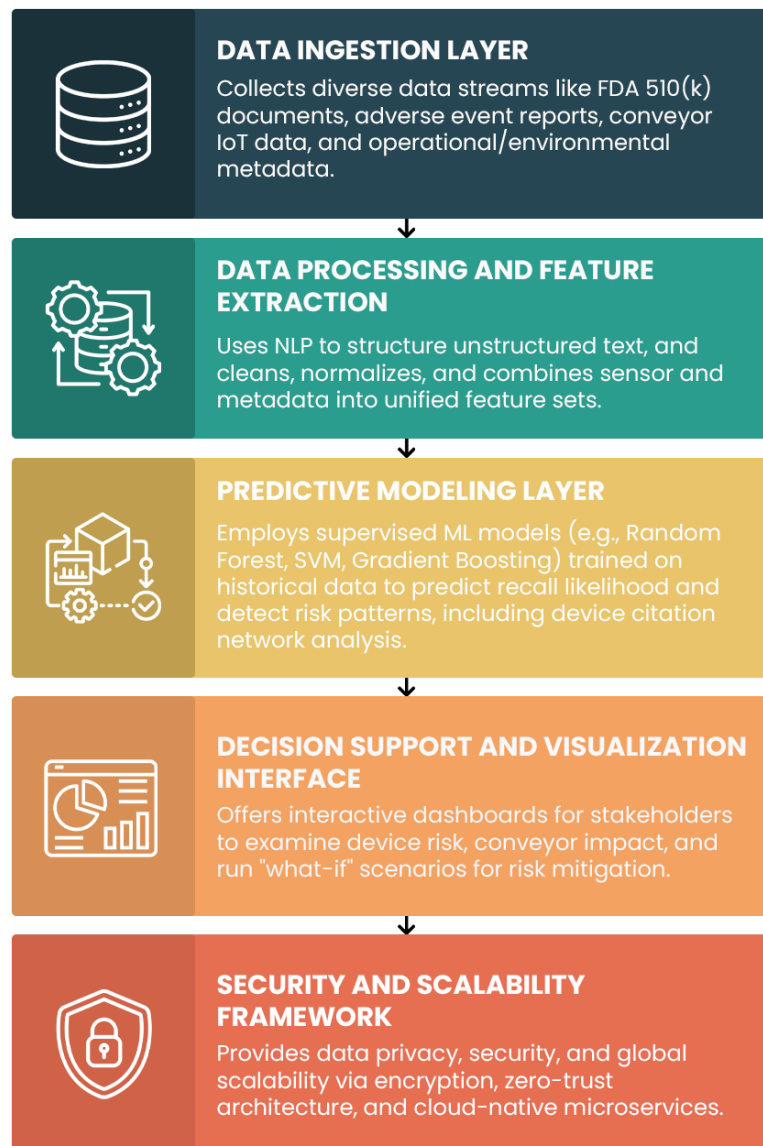 DATA INGESTION LAYER
Collects diverse data streams like FDA 510(k)
documents, adverse event reports, conveyor
IoT data, and operational/environmental
metadata.
DATA PROCESSING AND FEATURE
EXTRACTION
Uses NLP to structure unstructured text, and
cleans, normalizes, and combines sensor and
metadata into unified feature sets.
PREDICTIVE MODELING LAYER
Employs supervised ML models (e.g., Random
Forest, SVM, Gradient Boosting) trained on
historical data to predict recall likelihood and
detect risk patterns, including device citation
network analysis.
DECISION SUPPORT AND VISUALIZATION
INTERFACE
Offers interactive dashboards for stakeholders
to examine device risk, conveyor impact, and
run "what-if" scenarios for risk mitigation.
SECURITY AND SCALABILITY
FRAMEWORK
Provides data privacy, security, and global
scalability via encryption, zero-trust
architecture, and cloud-native microservices.